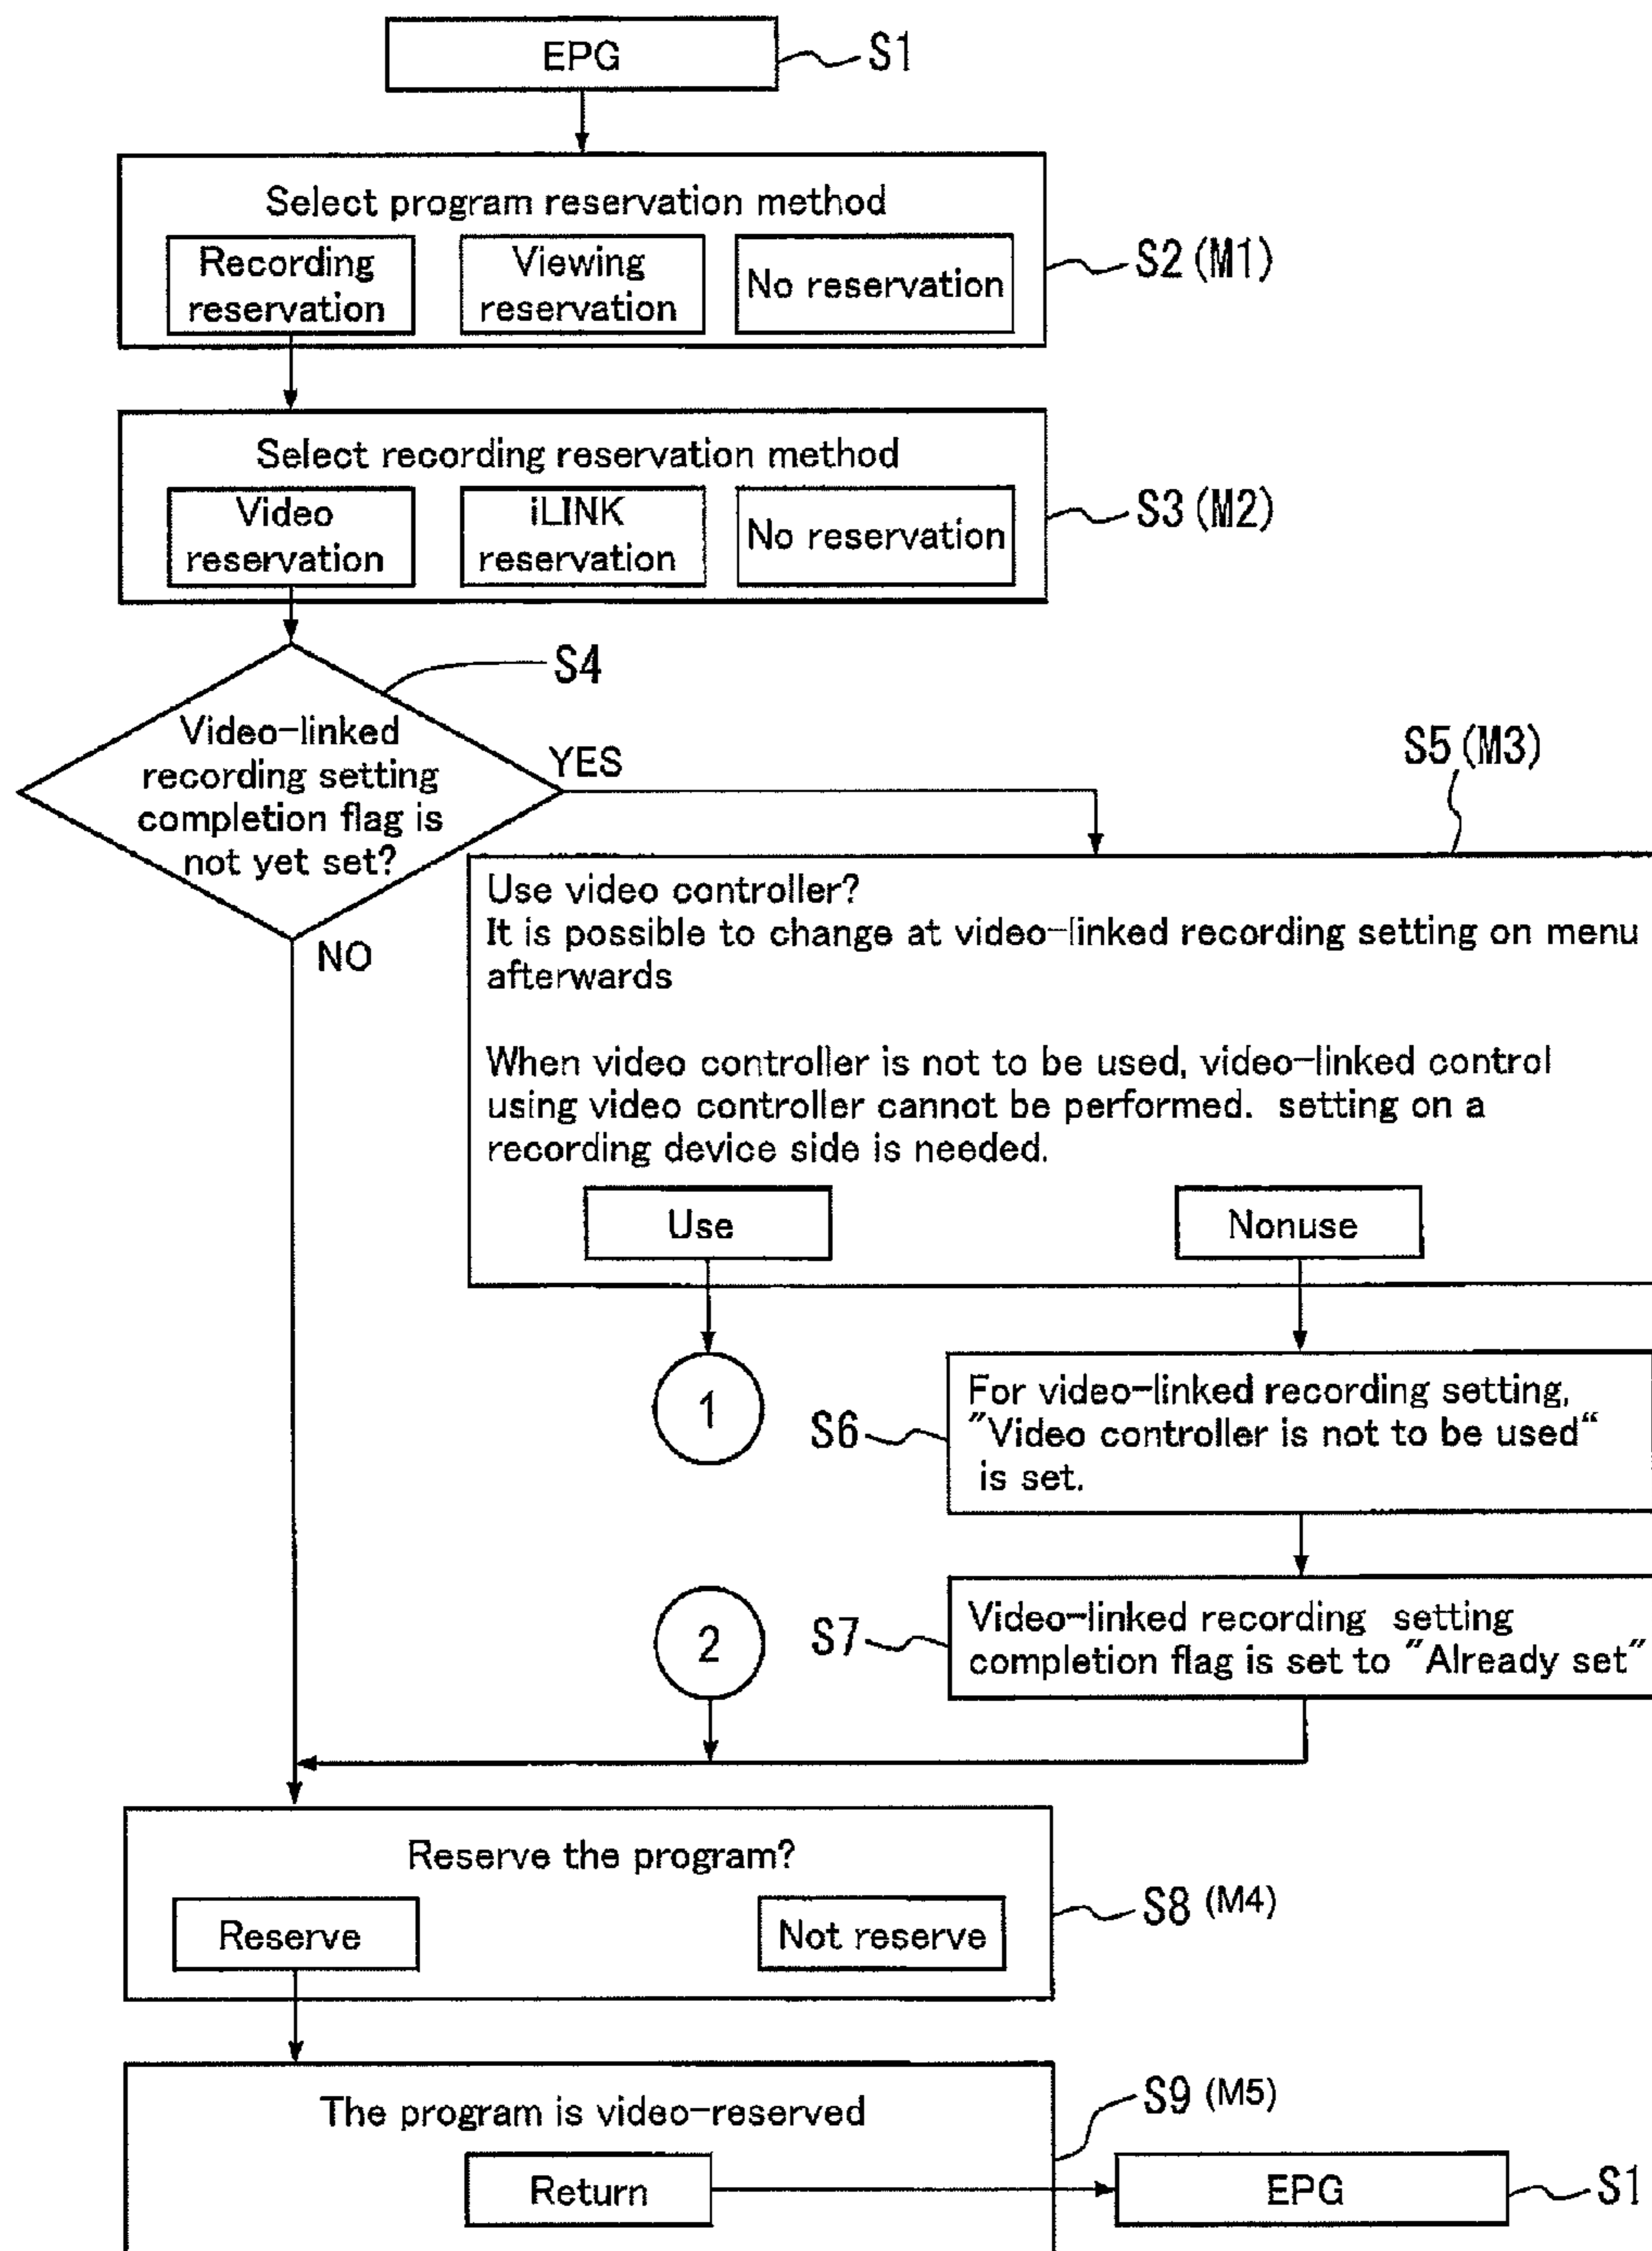 EPG
S1
Select program reservation method
Recording
reservation
Viewing
reservation
No reservation
S2 (M1)
Select recording reservation method
Video
reservation
iLINK
reservation
No reservation
S3 (M2)
S4
Video-linked
recording setting
completion flag is
not yet set?
YES
NO
S5 (M3)
Use video controller?
It is possible to change at video-linked recording setting on menu
afterwards
When video controller is not to be used, video-linked control
using video controller cannot be performed. setting on a
recording device side is needed.
Use
Nonuse
1
S6
For video-linked recording setting,
"Video controller is not to be used"
is set.
2
S7
Video-linked recording setting
completion flag is set to "Already set"
Reserve the program?
Reserve
Not reserve
S8 (M4)
The program is video-reserved
Return
S9 (M5)
EPG
S1